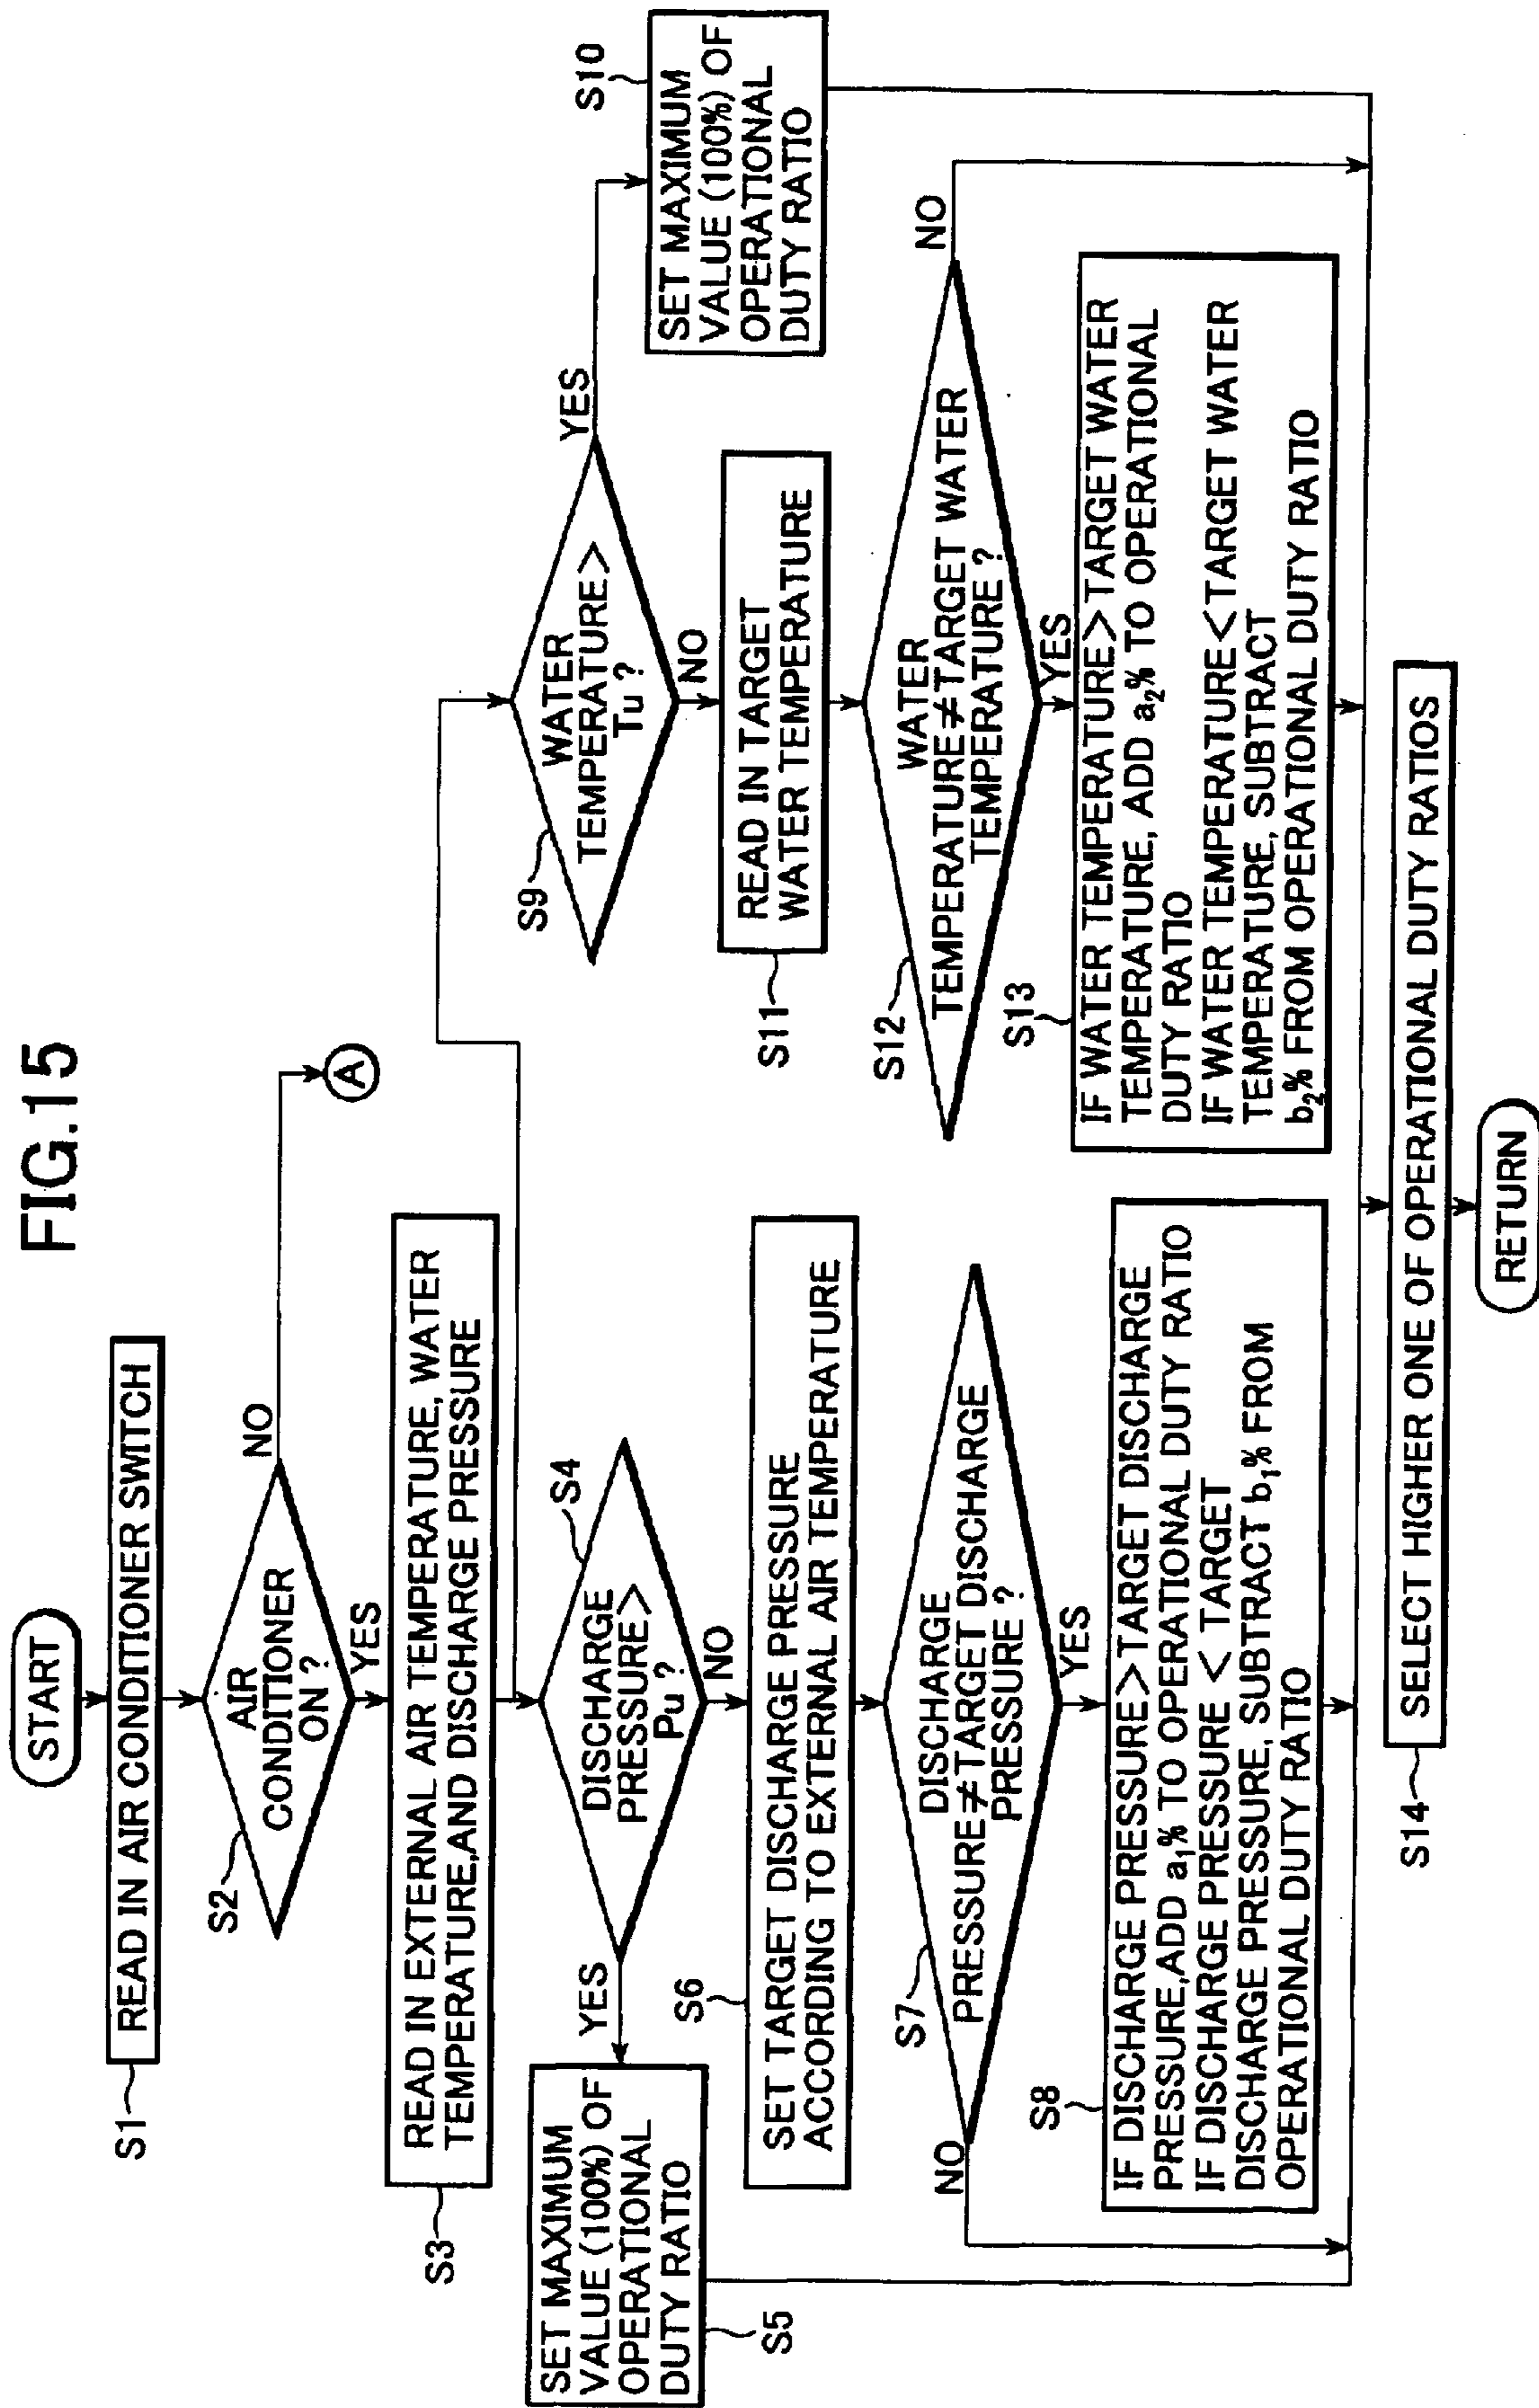 FIG.15
START
S1
READ IN AIR CONDITIONER SWITCH
S2
AIR
CONDITIONER
ON ?
NO
A
YES
S3
READ IN EXTERNAL AIR TEMPERATURE, WATER
TEMPERATURE,AND DISCHARGE PRESSURE
S4
DISCHARGE
PRESSURE>
Pu ?
YES
NO
SET MAXIMUM
VALUE (100%) OF
OPERATIONAL
DUTY RATIO
S5
S6
SET TARGET DISCHARGE PRESSURE
ACCORDING TO EXTERNAL AIR TEMPERATURE
S7
DISCHARGE
PRESSURE≠TARGET DISCHARGE
PRESSURE ?
NO
YES
S8
IF DISCHARGE PRESSURE>TARGET DISCHARGE
PRESSURE,ADD a₁% TO OPERATIONAL DUTY RATIO
IF DISCHARGE PRESSURE < TARGET
DISCHARGE PRESSURE, SUBTRACT b₁% FROM
OPERATIONAL DUTY RATIO
S9
WATER
TEMPERATURE>
Tu ?
YES
NO
S10
SET MAXIMUM
VALUE (100%) OF
OPERATIONAL
DUTY RATIO
S11
READ IN TARGET
WATER TEMPERATURE
S12
WATER
TEMPERATURE≠TARGET WATER
TEMPERATURE ?
NO
YES
S13
IF WATER TEMPERATURE>TARGET WATER
TEMPERATURE, ADD a₂% TO OPERATIONAL
DUTY RATIO
IF WATER TEMPERATURE<TARGET WATER
TEMPERATURE, SUBTRACT
b₂% FROM OPERATIONAL DUTY RATIO
S14
SELECT HIGHER ONE OF OPERATIONAL DUTY RATIOS
RETURN